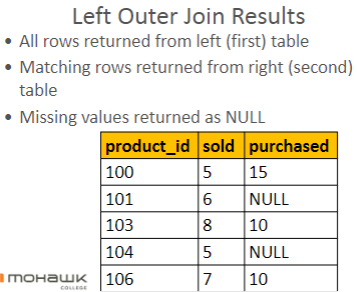 Left Outer Join Results
• All rows returned from left (first) table
• Matching rows returned from right (second)
table
• Missing values returned as NULL
product_id sold purchased
100 5 15
101 6 NULL
103 8 10
104 5 NULL
106 7 10
mohawk
COLLEGE